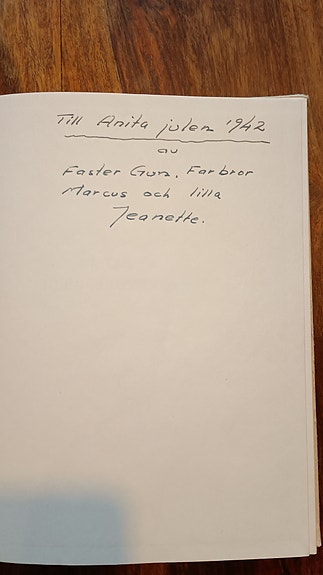 Till Anita julen 1942
av
Faster Gun, Farbror
Marcus och lilla
Jeanette.